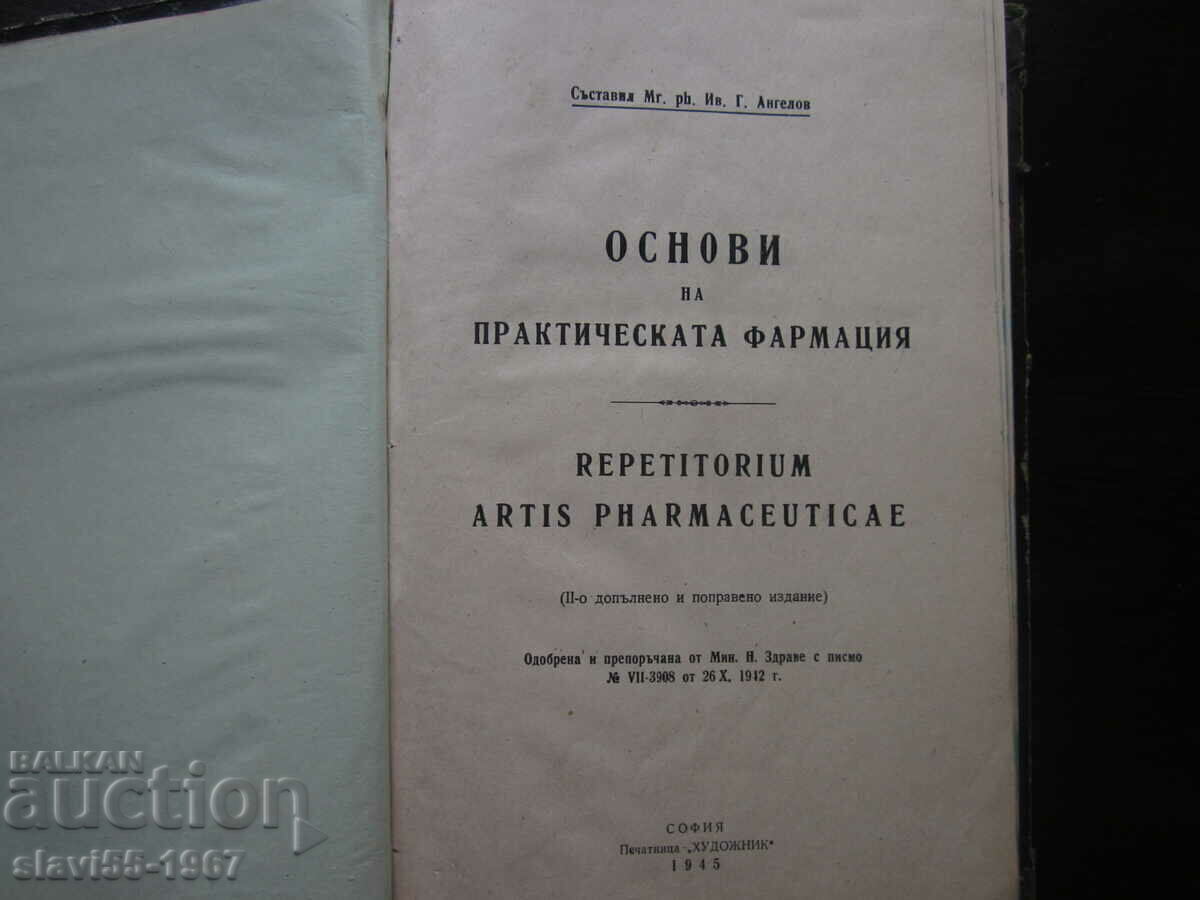 Съставил Mr. ph. Ив. Г. Ангелов
ОСНОВИ
НА
ПРАКТИЧЕСКАТА ФАРМАЦИЯ
REPETITORIUM
ARTIS PHARMACEUTICAE
(II-о допълнено и поправено издание)
Одобрена и препоръчана от Мин. Н. Здраве с писмо
№ VII-3908 от 26 X. 1942 г.
СОФИЯ
Печатница „ХУДОЖНИК“
1945
BALKAN
auction
slavi55-1967